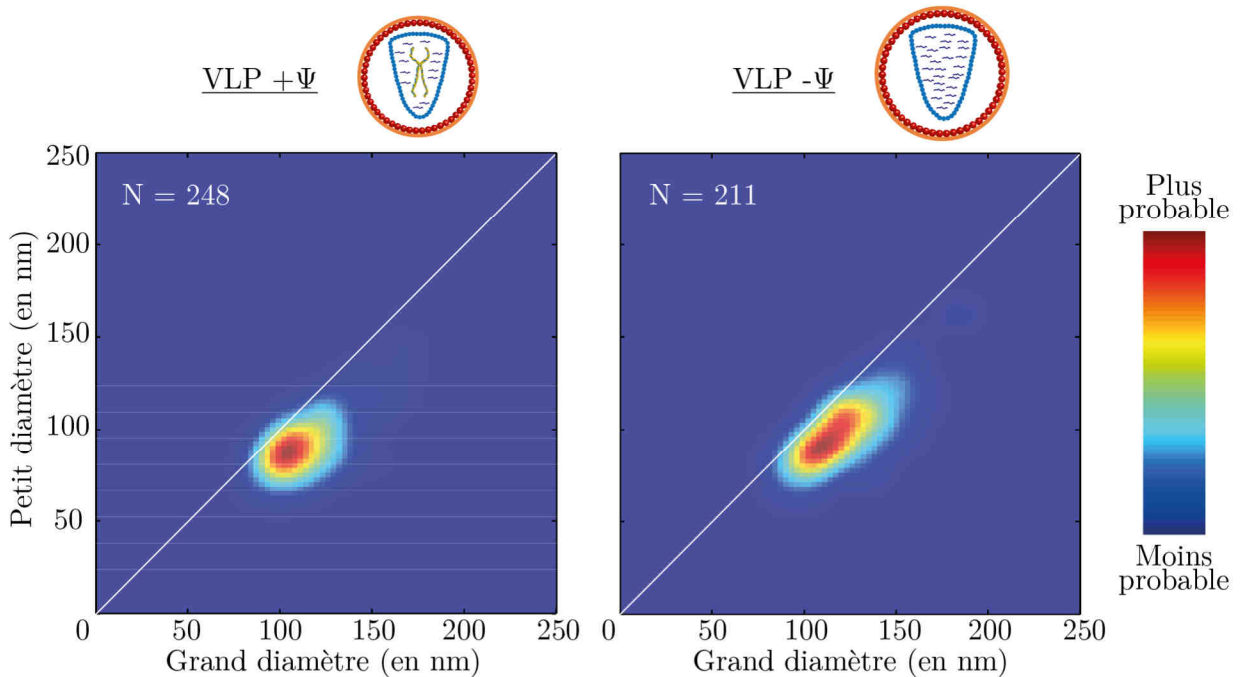 VLP +Ψ
VLP -Ψ
N = 248
N = 211
250
200
150
100
50
0
50
100
150
200
250
0
50
100
150
200
250
Petit diamètre (en nm)
Grand diamètre (en nm)
Grand diamètre (en nm)
Plus
probable
Moins
probable